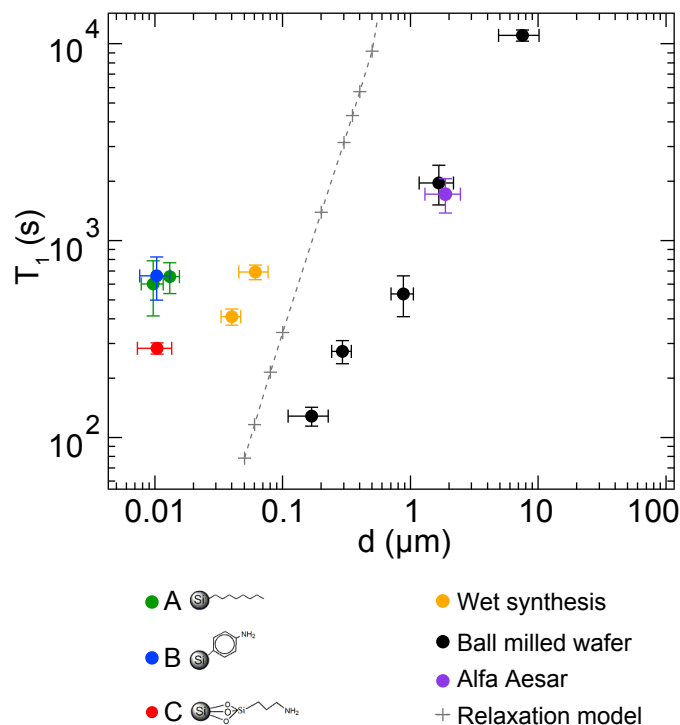 10⁴
10³
10²
T₁ (s)
0.01 0.1 1 10 100
d (µm)
A Si
B Si NH₂
C Si O O O Si NH₂
Wet synthesis
Ball milled wafer
Alfa Aesar
Relaxation model